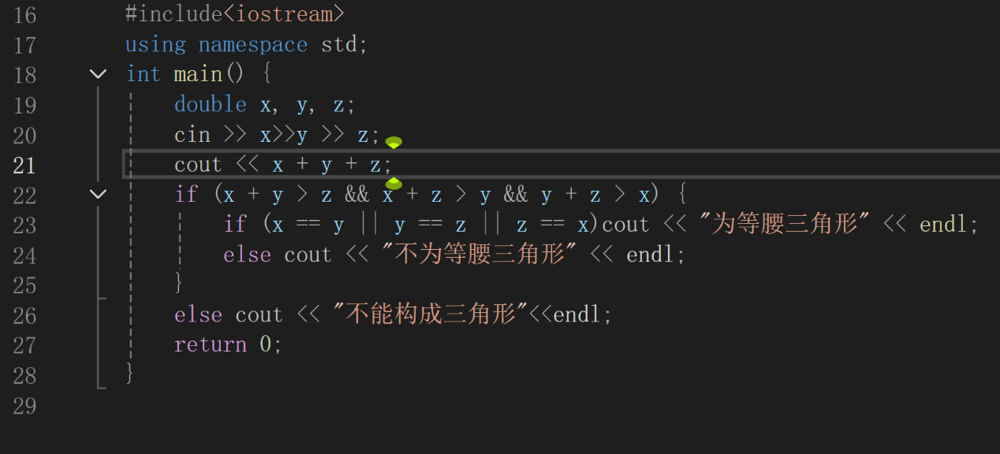 16 #include<iostream>
17 using namespace std;
18 int main() {
19 double x, y, z;
20 cin >> x>>y >> z;
21 cout << x + y + z;
22 if (x + y > z && x + z > y && y + z > x) {
23 if (x == y || y == z || z == x)cout << "为等腰三角形" << endl;
24 else cout << "不为等腰三角形" << endl;
25 }
26 else cout << "不能构成三角形"<<endl;
27 return 0;
28 }
29